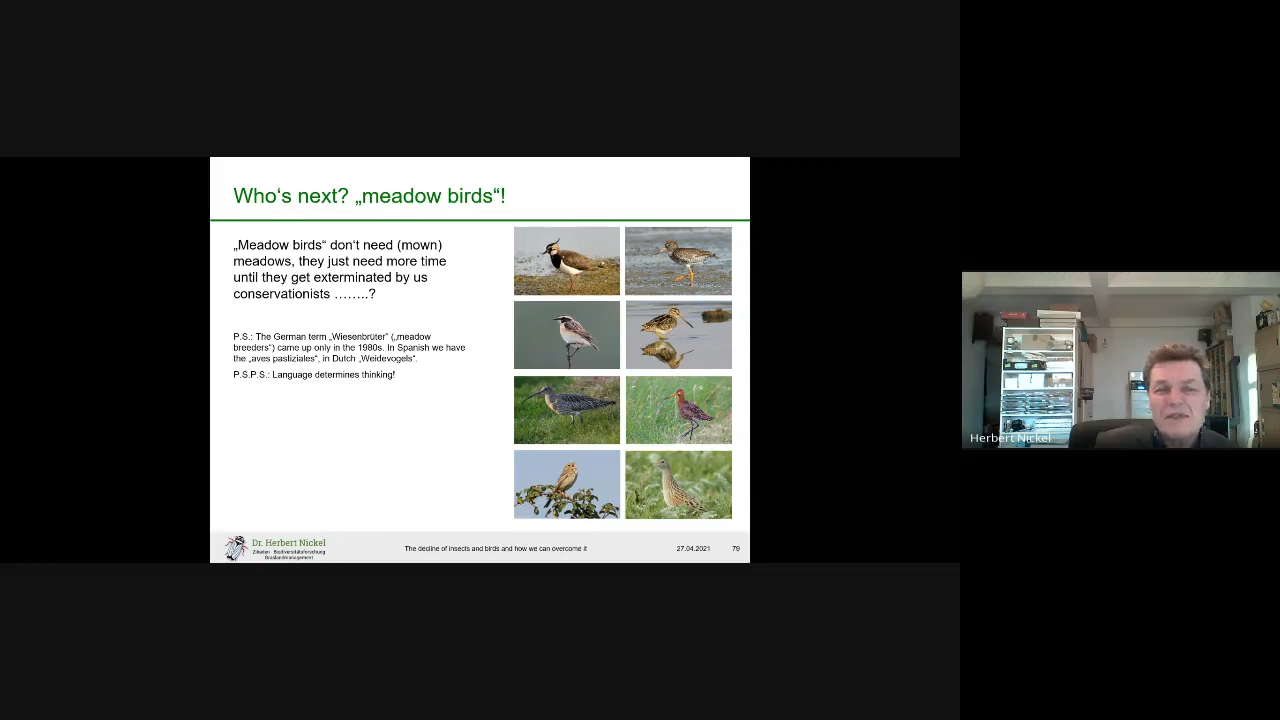 Who‘s next? „meadow birds“!
„Meadow birds“ don‘t need (mown)
meadows, they just need more time
until they get exterminated by us
conservationists ……..?
P.S.: The German term „Wiesenbrüter“ („meadow
breeders“) came up only in the 1980s. In Spanish we have
the „aves pastiziales“, in Dutch „Weidevogels“.
P.S.P.S.: Language determines thinking!
Dr. Herbert Nickel
Zikaden Biodiversitätsforschung
Graslandmanagement
The decline of insects and birds and how we can overcome it
27.04.2021
79
Herbert Nickel